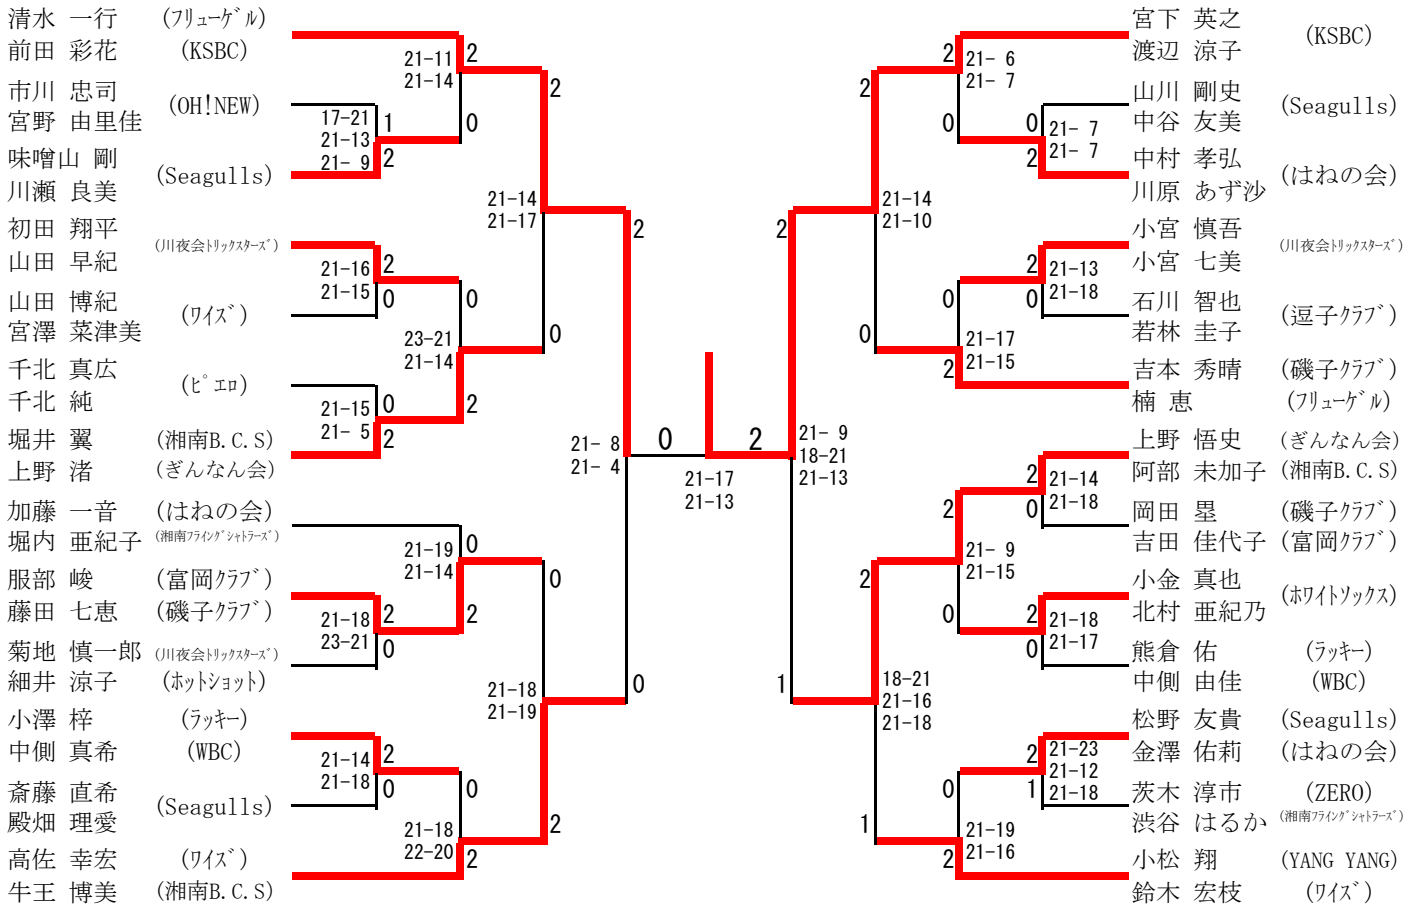 清水 一行 (フリューゲル)
前田 彩花 (KSBC)
市川 忠司
宮野 由里佳 (OH!NEW)
味噌山 剛
川瀬 良美 (Seagulls)
初田 翔平
山田 早紀 (川夜会トリックスターズ)
山田 博紀
宮澤 菜津美 (ワイズ)
千北 真広
千北 純 (ピエロ)
堀井 翼 (湘南B.C.S)
上野 渚 (ぎんなん会)
加藤 一音 (はねの会)
堀内 亜紀子 (湘南フライングシャトラーズ)
服部 峻 (富岡クラブ)
藤田 七恵 (磯子クラブ)
菊地 慎一郎 (川夜会トリックスターズ)
細井 涼子 (ホットショット)
小澤 梓 (ラッキー)
中側 真希 (WBC)
斎藤 直希
殿畑 理愛 (Seagulls)
高佐 幸宏 (ワイズ)
牛王 博美 (湘南B.C.S)
17-21 1
21-13
21- 9 2
21-16 2
21-15 0
21-15 0
21- 5 2
21-18 2
23-21 0
21-14 2
21-18 0
21-11 2
21-14
0
0
23-21
21-14
2
0
21-19
21-14
2
0
21-18
22-20
2
2
21-14
21-17
0
0
21-18
21-19
2
2
21- 8
21- 4
0
0 2
21-17
21-13
2
21- 9
18-21
21-13
1
2
21-14
21-10
0
2
18-21
21-16
21-18
1
2 21- 6
21- 7
0
0
21-17
21-15
2
2
21- 9
21-15
0
0
21-19
21-16
2
0 21- 7
21- 7
2
2 21-13
0 21-18
2 21-14
0 21-18
2 21-18
0 21-17
2 21-23
21-12
1 21-18
宮下 英之
渡辺 涼子 (KSBC)
山川 剛史
中谷 友美 (Seagulls)
中村 孝弘
川原 あず沙 (はねの会)
小宮 慎吾
小宮 七美 (川夜会トリックスターズ)
石川 智也
若林 圭子 (逗子クラブ)
吉本 秀晴 (磯子クラブ)
楠 恵 (フリューゲル)
上野 悟史 (ぎんなん会)
阿部 未加子 (湘南B.C.S)
岡田 塁 (磯子クラブ)
吉田 佳代子 (富岡クラブ)
小金 真也
北村 亜紀乃 (ホワイトソックス)
熊倉 佑 (ラッキー)
中側 由佳 (WBC)
松野 友貴 (Seagulls)
金澤 佑莉 (はねの会)
茨木 淳市 (ZERO)
渋谷 はるか (湘南フライングシャトラーズ)
小松 翔 (YANG YANG)
鈴木 宏枝 (ワイズ)